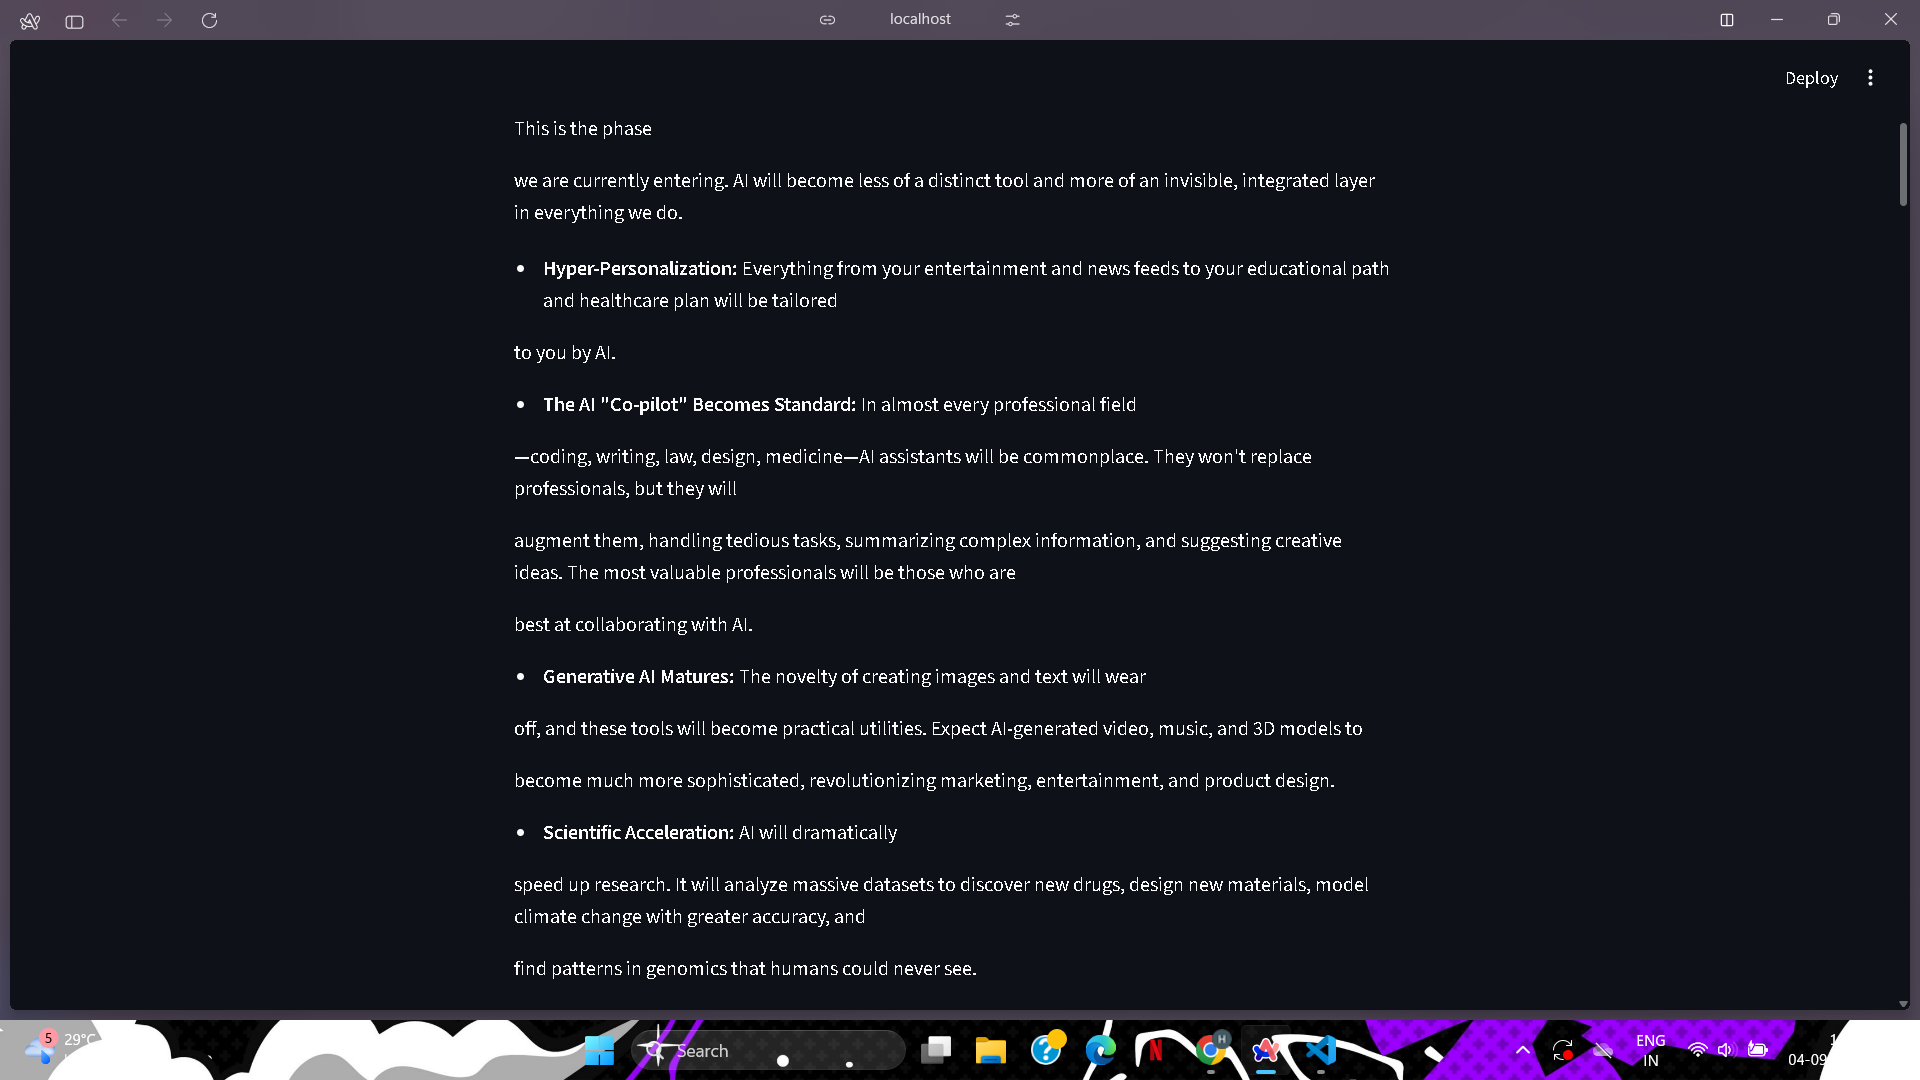 localhost
Deploy
This is the phase
we are currently entering. AI will become less of a distinct tool and more of an invisible, integrated layer
in everything we do.
• Hyper-Personalization: Everything from your entertainment and news feeds to your educational path
and healthcare plan will be tailored
to you by AI.
• The AI "Co-pilot" Becomes Standard: In almost every professional field
—coding, writing, law, design, medicine—AI assistants will be commonplace. They won't replace
professionals, but they will
augment them, handling tedious tasks, summarizing complex information, and suggesting creative
ideas. The most valuable professionals will be those who are
best at collaborating with AI.
• Generative AI Matures: The novelty of creating images and text will wear
off, and these tools will become practical utilities. Expect AI-generated video, music, and 3D models to
become much more sophisticated, revolutionizing marketing, entertainment, and product design.
• Scientific Acceleration: AI will dramatically
speed up research. It will analyze massive datasets to discover new drugs, design new materials, model
climate change with greater accuracy, and
find patterns in genomics that humans could never see.
5
29°C
Search
H
ENG
IN
04-09